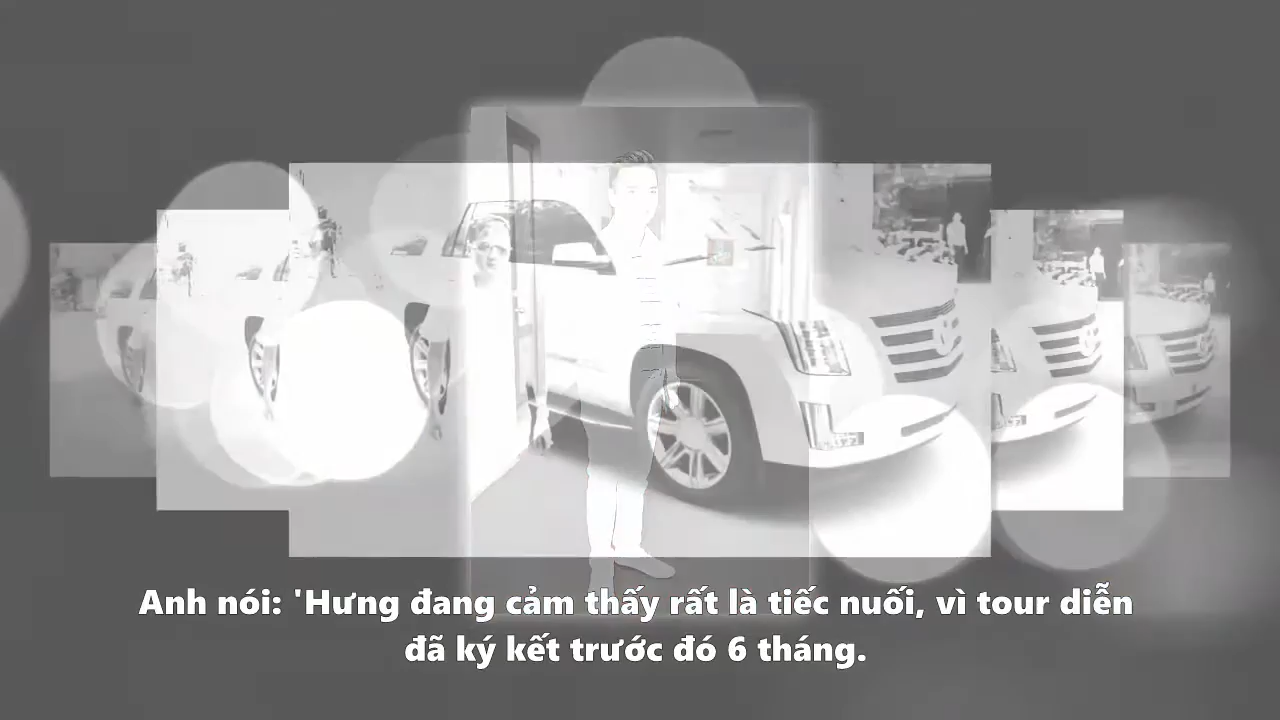 Anh nói: 'Hưng đang cảm thấy rất là tiếc nuối, vì tour diễn
đã ký kết trước đó 6 tháng.